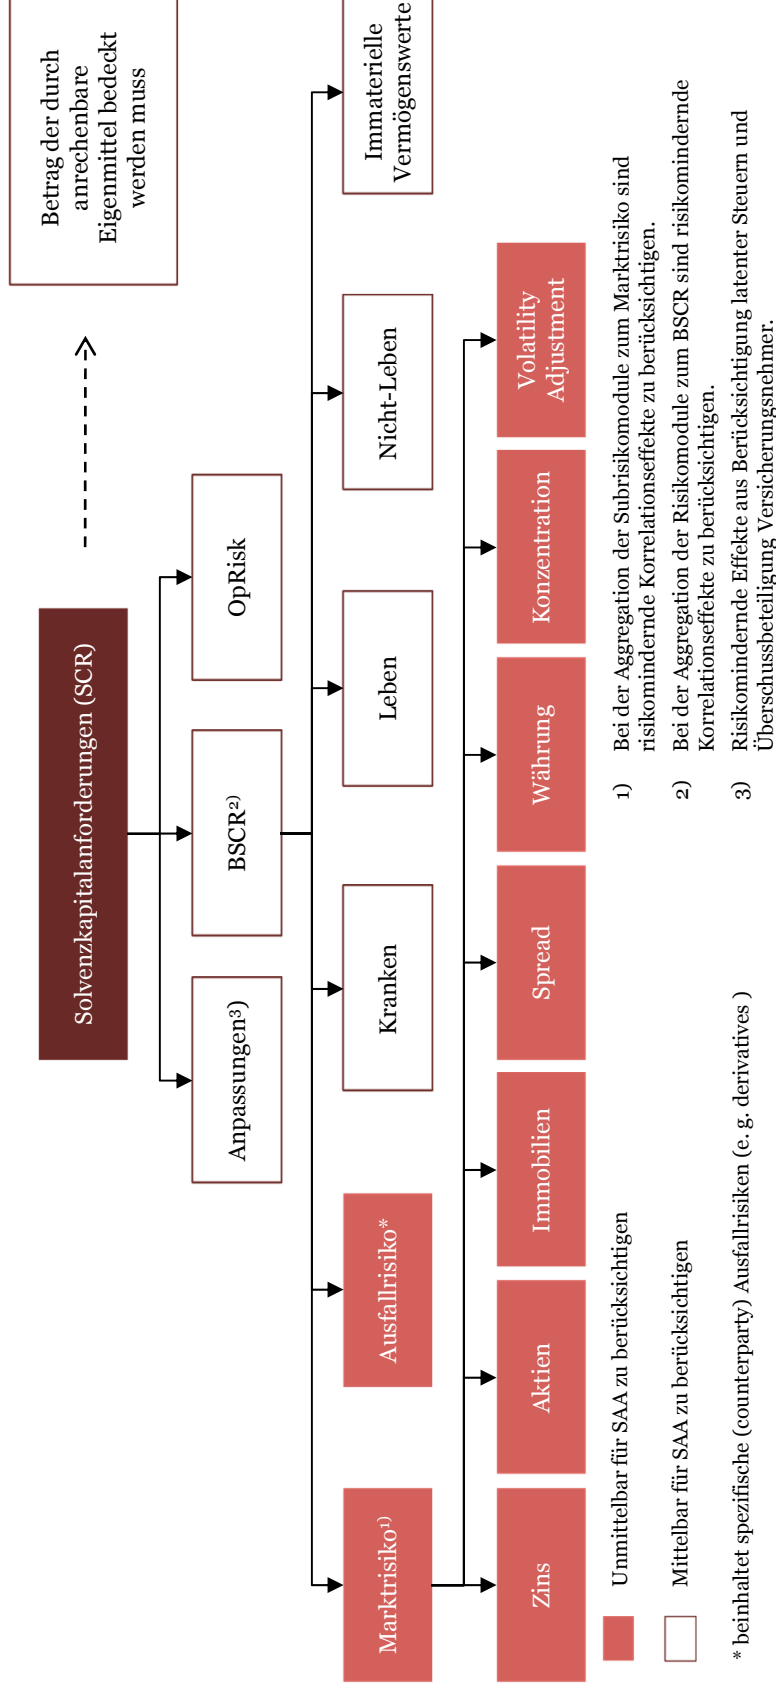 Betrag der durch
anrechenbare
Eigenmittel bedeckt
werden muss
Solvenzkapitalanforderungen (SCR)
Anpassungen3)
BSCR2)
OpRisk
Marktrisiko1)
Ausfallrisiko*
Kranken
Leben
Nicht-Leben
Immaterielle
Vermögenswerte
Zins
Aktien
Immobilien
Spread
Währung
Konzentration
Volatility
Adjustment
Unmittelbar für SAA zu berücksichtigen
Mittelbar für SAA zu berücksichtigen
* beinhaltet spezifische (counterparty) Ausfallrisiken (e. g. derivatives )
1) Bei der Aggregation der Subrisikomodule zum Marktrisiko sind
risikomindernde Korrelationseffekte zu berücksichtigen.
2) Bei der Aggregation der Risikomodule zum BSCR sind risikomindernde
Korrelationseffekte zu berücksichtigen.
3) Risikomindernde Effekte aus Berücksichtigung latenter Steuern und
Überschussbeteiligung Versicherungsnehmer.